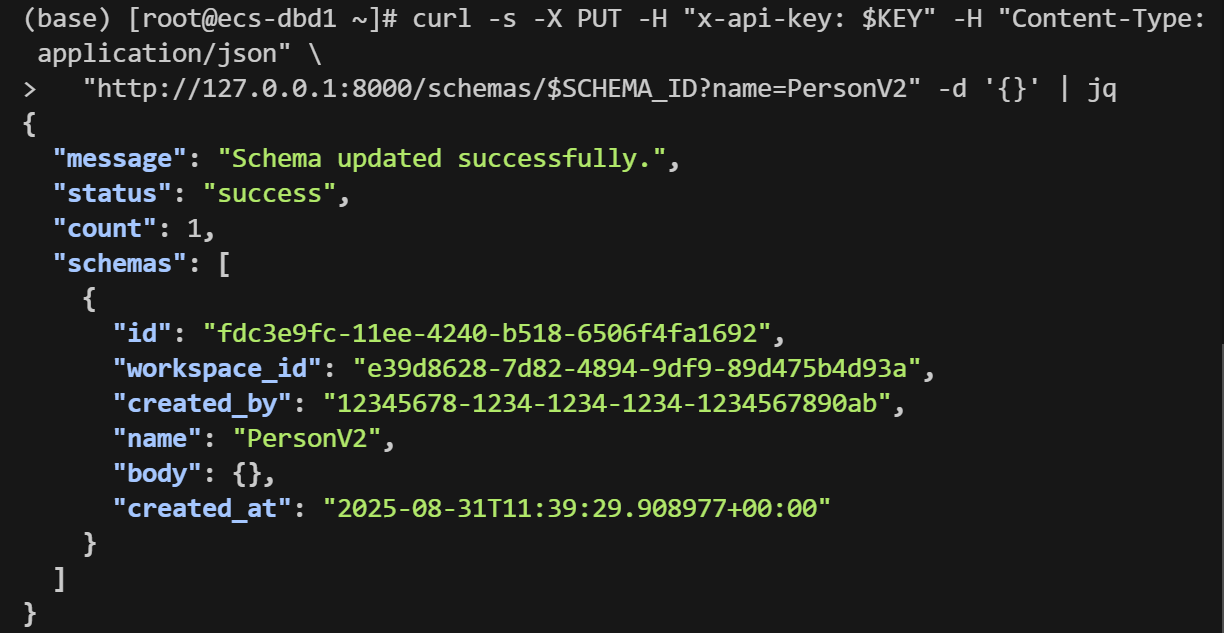 (base) [root@ecs-dbd1 ~]# curl -s -X PUT -H "x-api-key: $KEY" -H "Content-Type:
 application/json" \
>   "http://127.0.0.1:8000/schemas/$SCHEMA_ID?name=PersonV2" -d '{}' | jq
{
  "message": "Schema updated successfully.",
  "status": "success",
  "count": 1,
  "schemas": [
    {
      "id": "fdc3e9fc-11ee-4240-b518-6506f4fa1692",
      "workspace_id": "e39d8628-7d82-4894-9df9-89d475b4d93a",
      "created_by": "12345678-1234-1234-1234-1234567890ab",
      "name": "PersonV2",
      "body": {},
      "created_at": "2025-08-31T11:39:29.908977+00:00"
    }
  ]
}